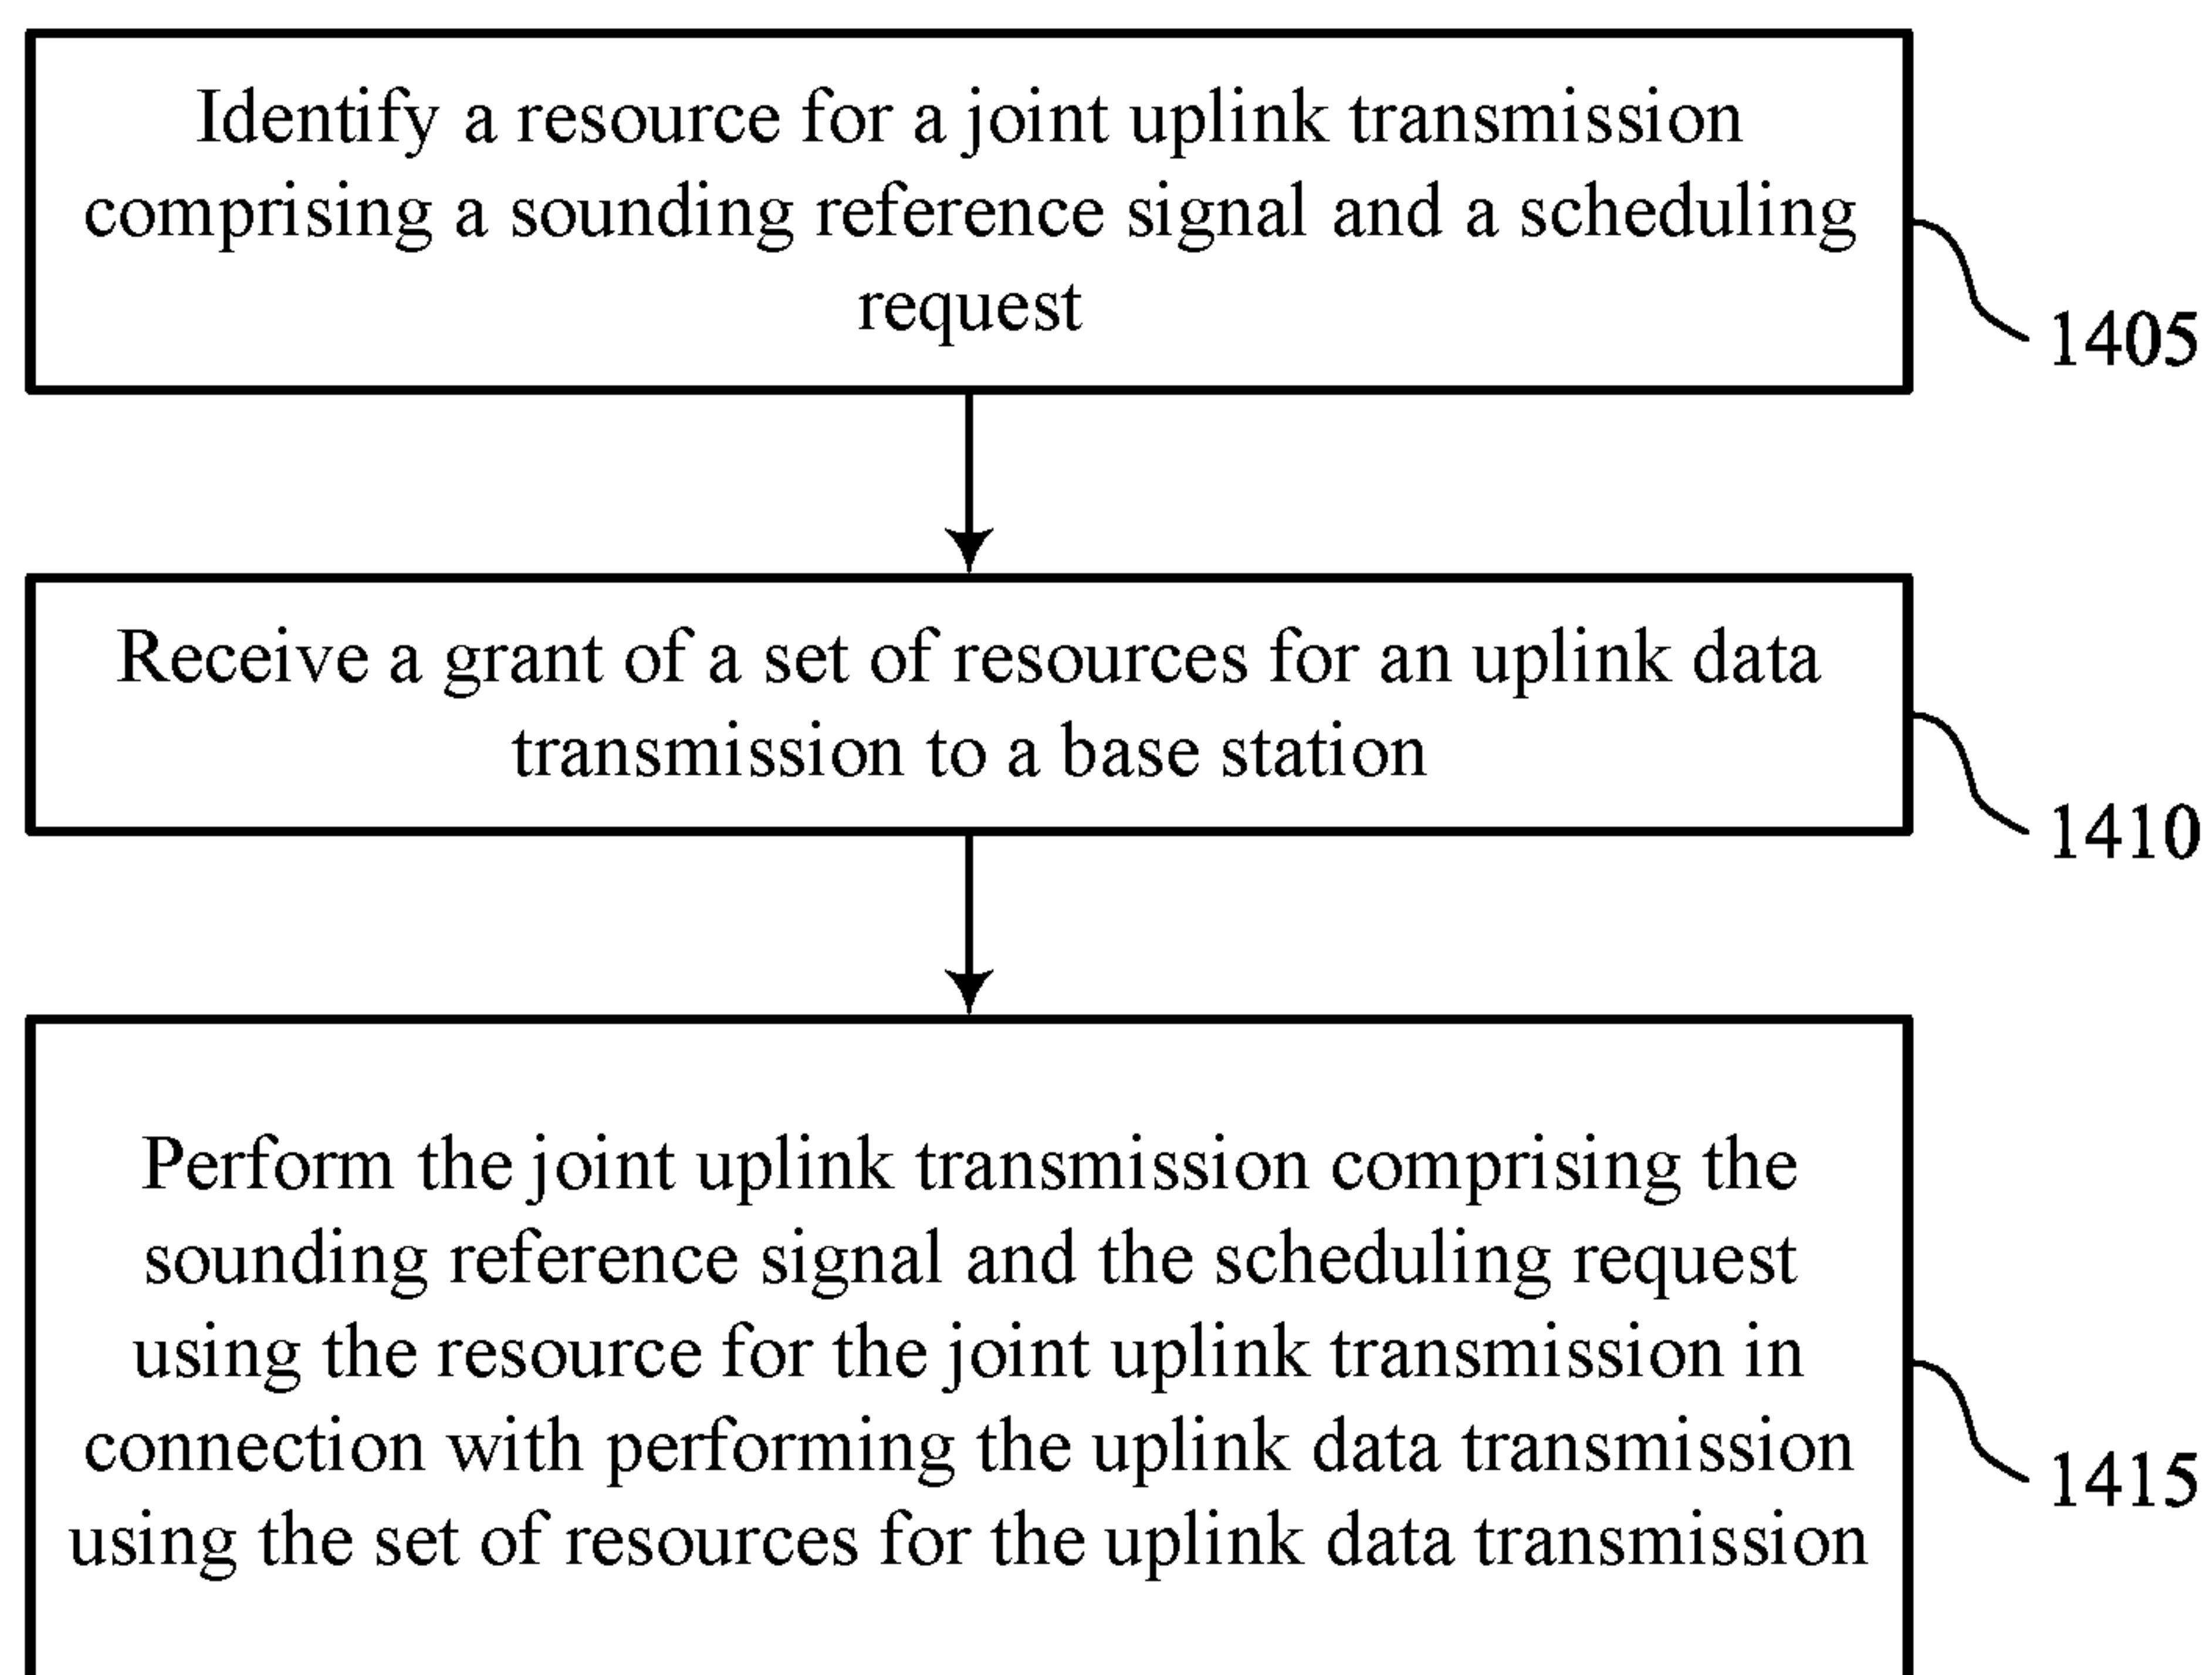 Identify a resource for a joint uplink transmission
comprising a sounding reference signal and a scheduling
request
1405
Receive a grant of a set of resources for an uplink data
transmission to a base station
1410
Perform the joint uplink transmission comprising the
sounding reference signal and the scheduling request
using the resource for the joint uplink transmission in
connection with performing the uplink data transmission
using the set of resources for the uplink data transmission
1415